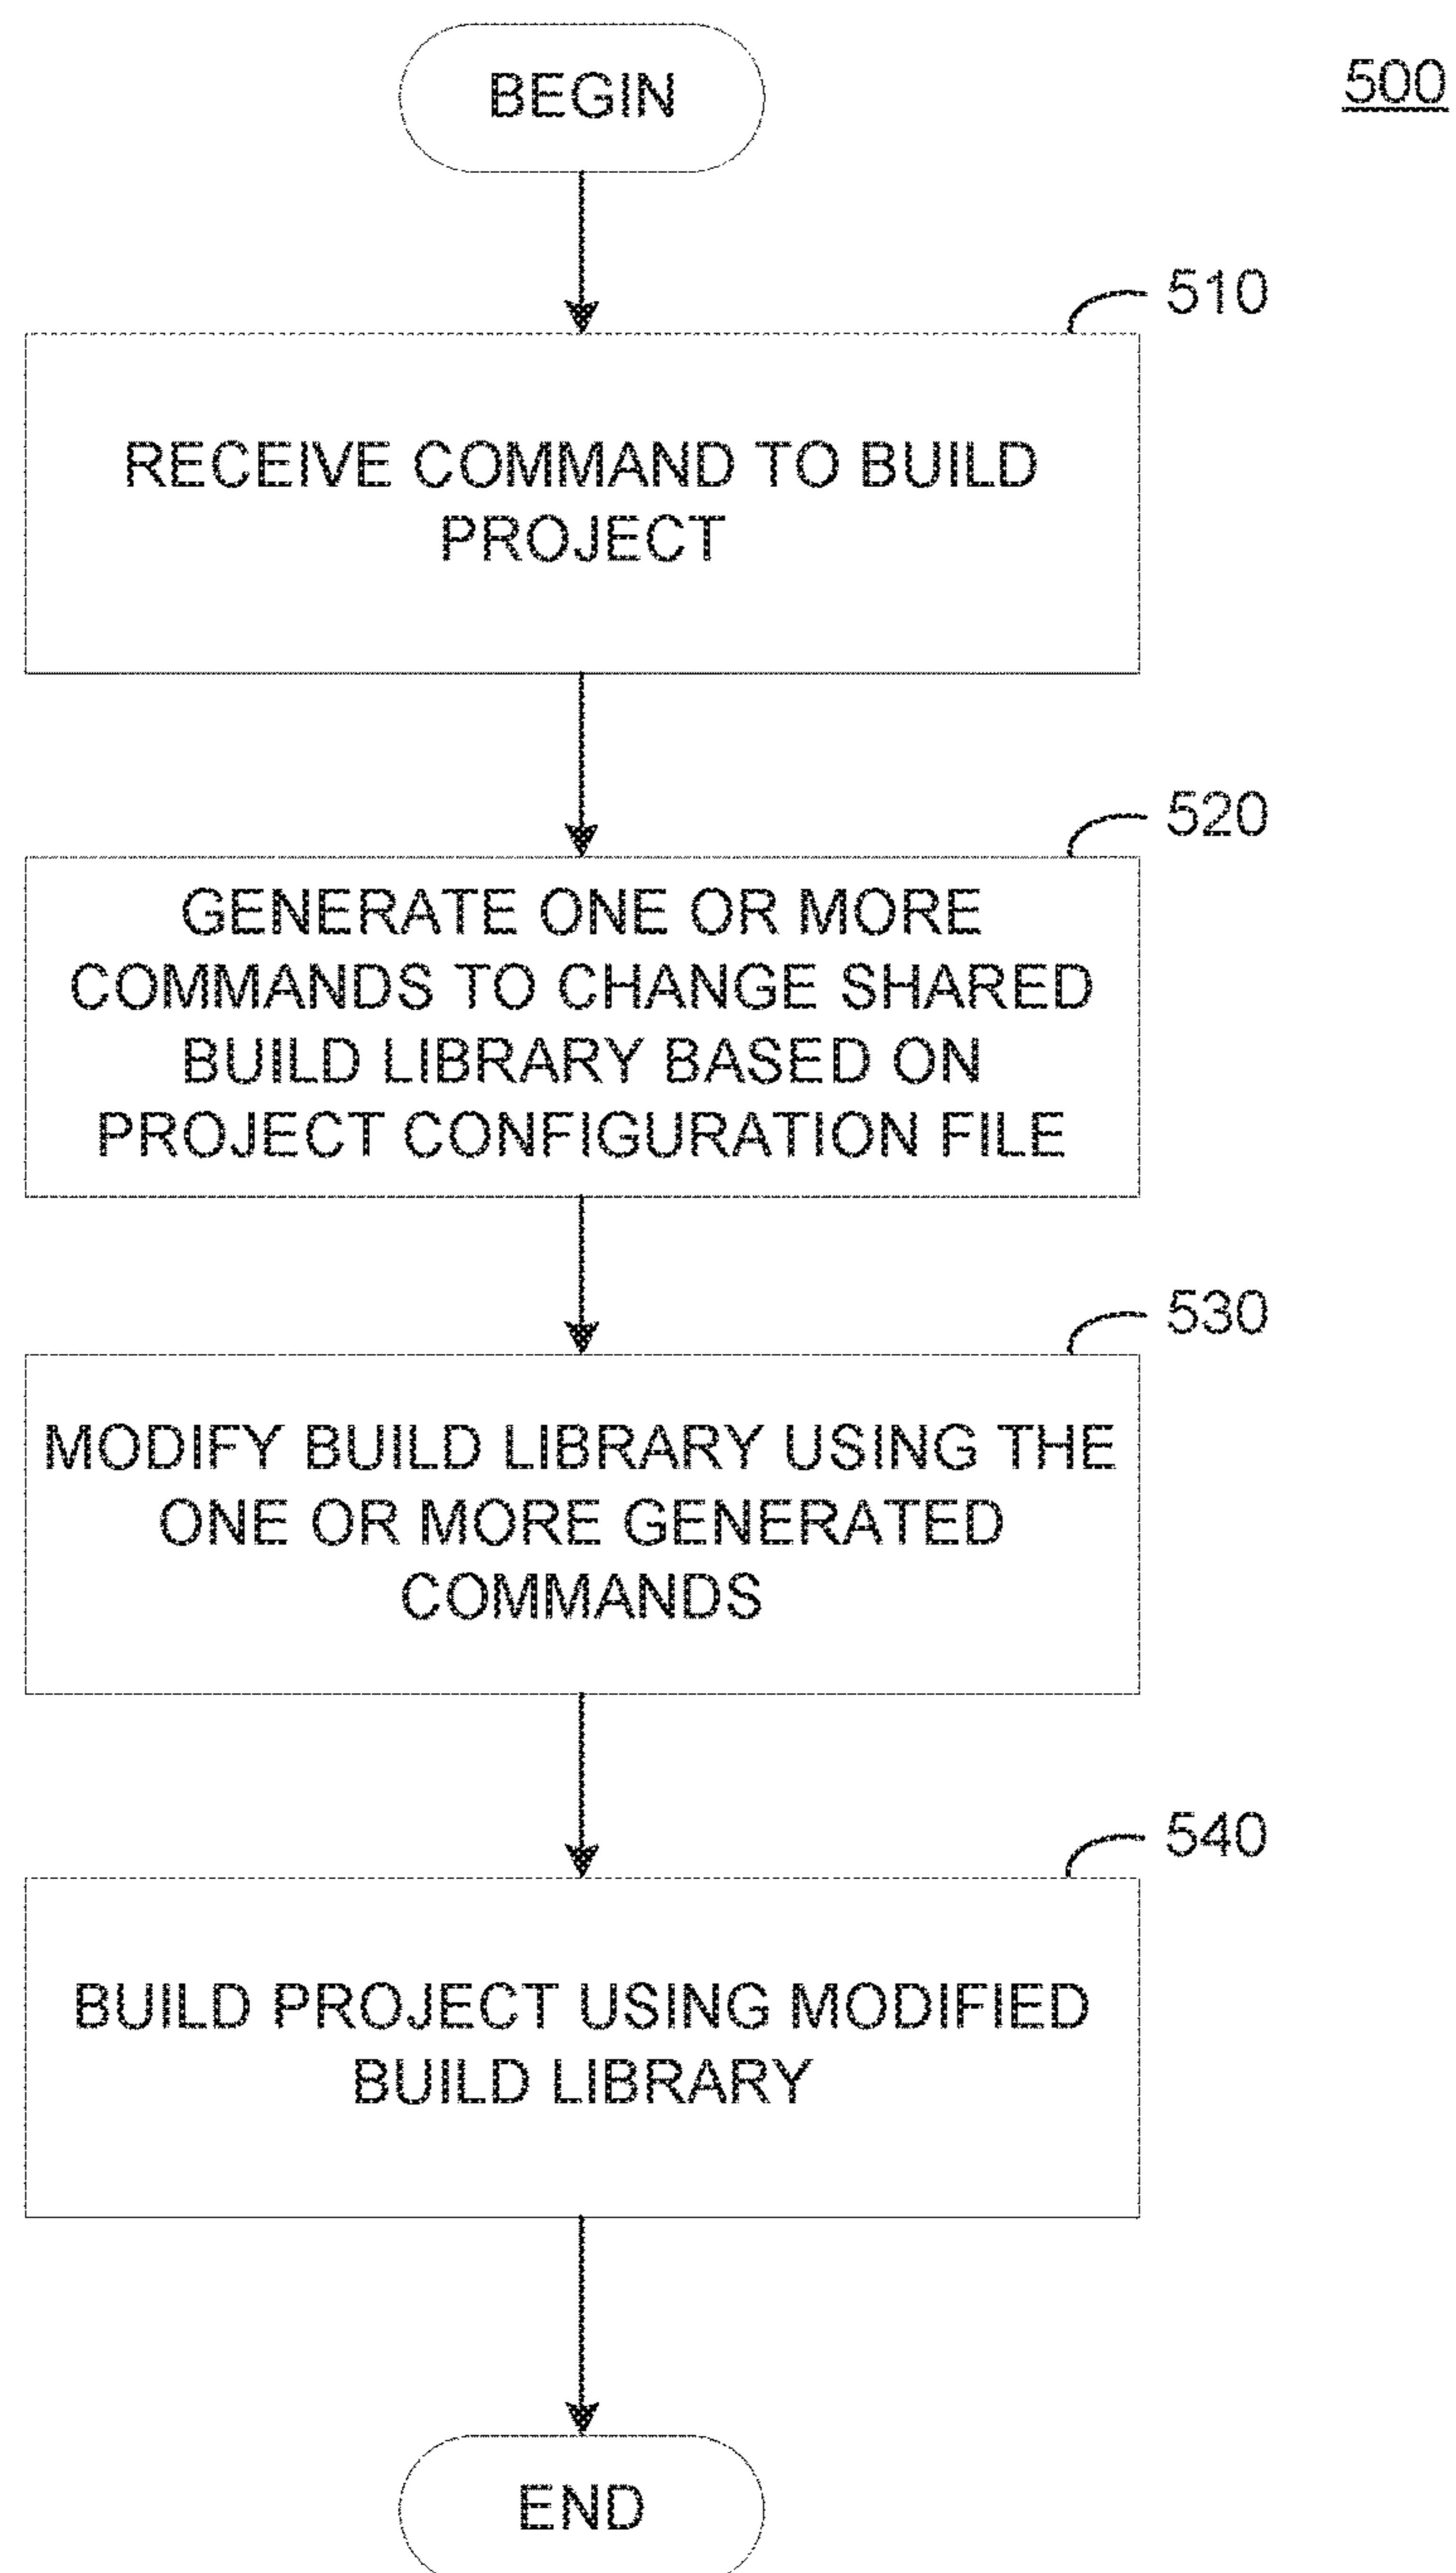 BEGIN
500
510
RECEIVE COMMAND TO BUILD
PROJECT
520
GENERATE ONE OR MORE
COMMANDS TO CHANGE SHARED
BUILD LIBRARY BASED ON
PROJECT CONFIGURATION FILE
530
MODIFY BUILD LIBRARY USING THE
ONE OR MORE GENERATED
COMMANDS
540
BUILD PROJECT USING MODIFIED
BUILD LIBRARY
END